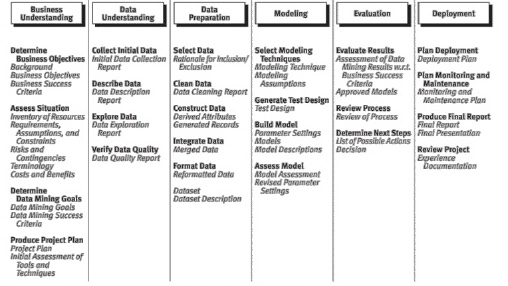 Business
Understanding
Data
Understanding
Data
Preparation
Modeling
Evaluation
Deployment
Determine
Business Objectives
Background
Business Objectives
Business Success
Criteria
Assess Situation
Inventory of Resources
Requirements,
Assumptions, and
Constraints
Risks and
Contingencies
Terminology
Costs and Benefits
Determine
Data Mining Goals
Data Mining Goals
Data Mining Success
Criteria
Produce Project Plan
Project Plan
Initial Assessment of
Tools and
Techniques
Collect Initial Data
Initial Data Collection
Report
Describe Data
Data Description
Report
Explore Data
Data Exploration
Report
Verify Data Quality
Data Quality Report
Select Data
Rationale for Inclusion/
Exclusion
Clean Data
Data Cleaning Report
Construct Data
Derived Attributes
Generated Records
Integrate Data
Merged Data
Format Data
Reformatted Data
Dataset
Dataset Description
Select Modeling
Techniques
Modeling Technique
Modeling
Assumptions
Generate Test Design
Test Design
Build Model
Parameter Settings
Models
Model Descriptions
Assess Model
Model Assessment
Revised Parameter
Settings
Evaluate Results
Assessment of Data
Mining Results w.r.t.
Business Success
Criteria
Approved Models
Review Process
Review of Process
Determine Next Steps
List of Possible Actions
Decision
Plan Deployment
Deployment Plan
Plan Monitoring and
Maintenance
Monitoring and
Maintenance Plan
Produce Final Report
Final Report
Final Presentation
Review Project
Experience
Documentation